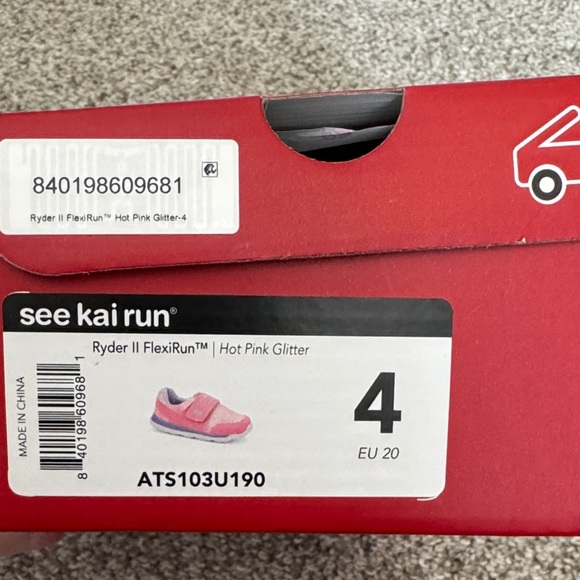 840198609681
Ryder II FlexiRun™ Hot Pink Glitter-4
see kai run®
Ryder II FlexiRun™ | Hot Pink Glitter
MADE IN CHINA
8 40198 60968 1
4
EU 20
ATS103U190